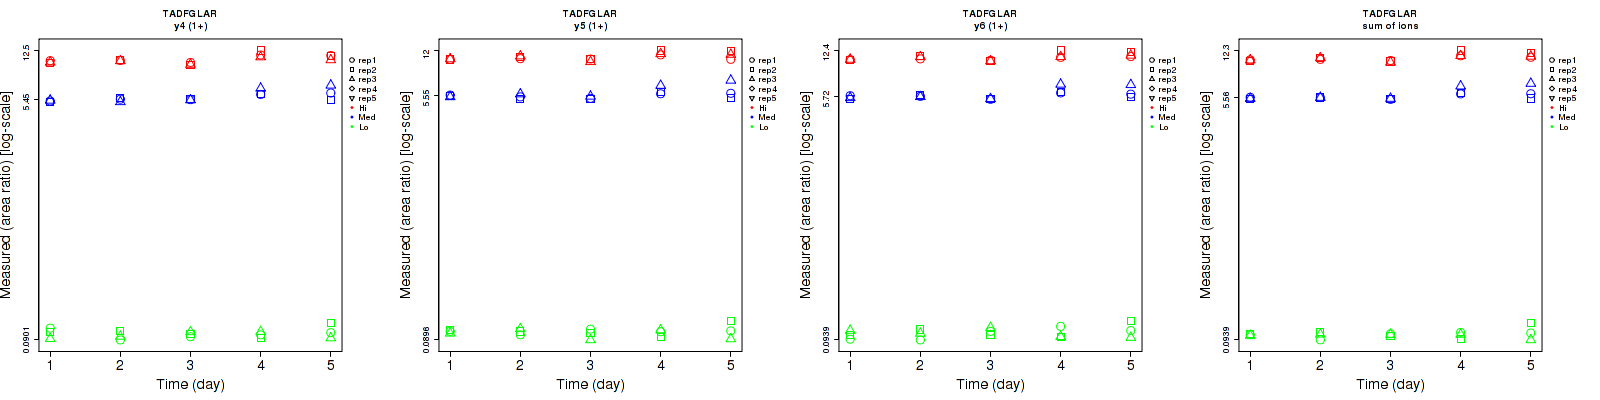 TADFGLAR
y4 (1+)
Measured (area ratio) [log-scale]
12.5
5.45
0.0901
1 2 3 4 5
Time (day)
rep1
rep2
rep3
rep4
rep5
Hi
Med
Lo
TADFGLAR
y5 (1+)
Measured (area ratio) [log-scale]
12
5.55
0.0896
1 2 3 4 5
Time (day)
rep1
rep2
rep3
rep4
rep5
Hi
Med
Lo
TADFGLAR
y6 (1+)
Measured (area ratio) [log-scale]
12.4
5.72
0.0939
1 2 3 4 5
Time (day)
rep1
rep2
rep3
rep4
rep5
Hi
Med
Lo
TADFGLAR
sum of ions
Measured (area ratio) [log-scale]
12.3
5.56
0.0939
1 2 3 4 5
Time (day)
rep1
rep2
rep3
rep4
rep5
Hi
Med
Lo